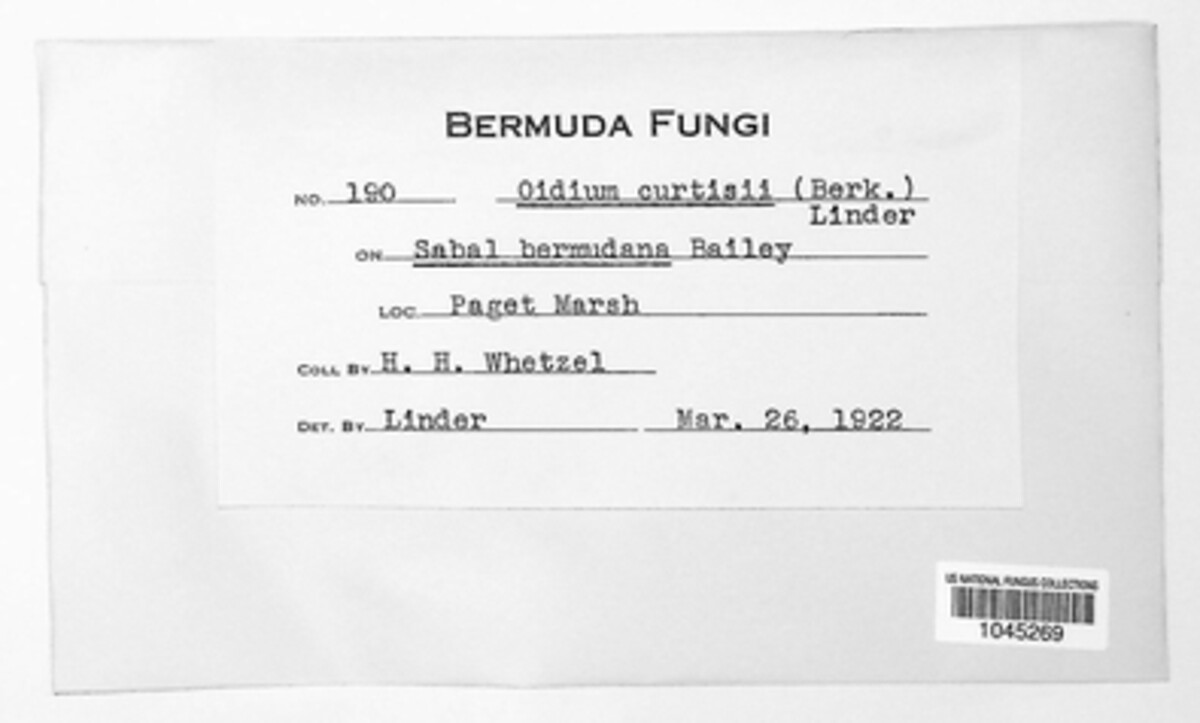 BERMUDA FUNGI
NO. 190 Oidium curtisii (Berk.)
Linder
ON Sabal bermudana Bailey
LOC. Paget Marsh
COLL. BY H. H. Whetzel
DET. BY Linder Mar. 26, 1922
US NATIONAL FUNGUS COLLECTIONS
1045269